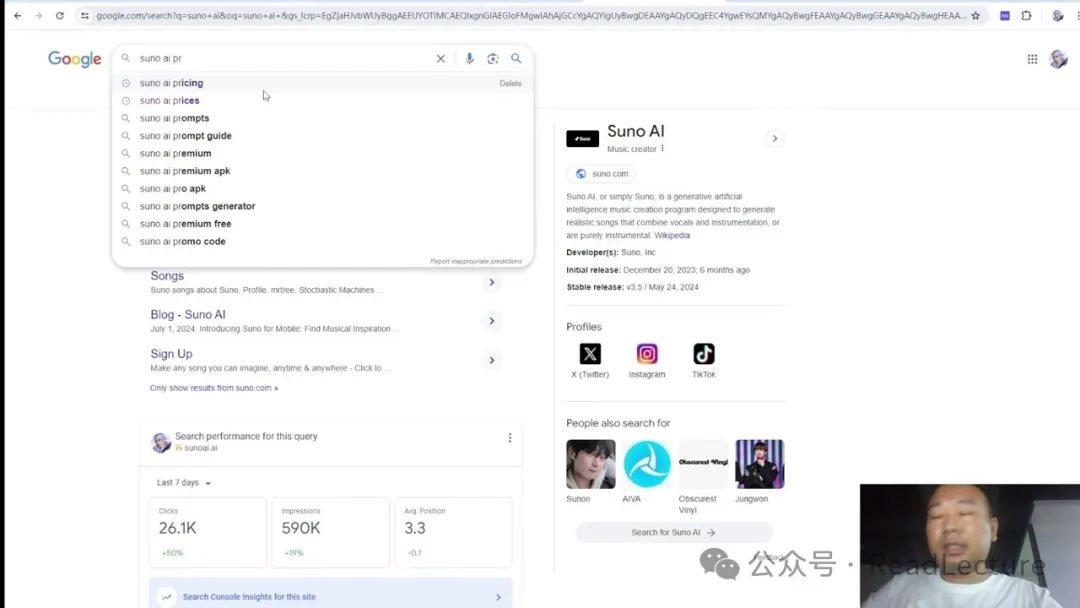 google.com/search?q=suno+ai&oq=suno+ai+&gs_lcrp=
Google
suno ai pr
suno ai pricing
Delete
suno ai prices
suno ai prompts
suno ai prompt guide
suno ai premium
suno ai premium apk
suno ai pro apk
suno ai prompts generator
suno ai premium free
suno ai promo code
Report inappropriate predictions
Songs
Suno songs about Suno. Profile. mrtree. Stochastic Machines ...
Blog - Suno AI
July 1, 2024. Introducing Suno for Mobile: Find Musical Inspiration ...
Sign Up
Make any song you can imagine, anytime & anywhere - Click to ...
Only show results from suno.com »
Search performance for this query
sunoai.ai
Last 7 days
Clicks
26.1K
+50%
Impressions
590K
+19%
Avg. Position
3.3
-0.1
Search Console Insights for this site
Suno
Suno AI
Music creator
suno.com
Suno AI, or simply Suno, is a generative artificial
intelligence music creation program designed to generate
realistic songs that combine vocals and instrumentation, or
are purely instrumental. Wikipedia
Developer(s): Suno, Inc
Initial release: December 20, 2023; 6 months ago
Stable release: v3.5 / May 24, 2024
Profiles
X (Twitter)
Instagram
TikTok
People also search for
Obscurest Vinyl
Sunoo
AIVA
Obscurest
Vinyl
Jungwon
Search for Suno AI
Feedback
公众号 · ReadLecture